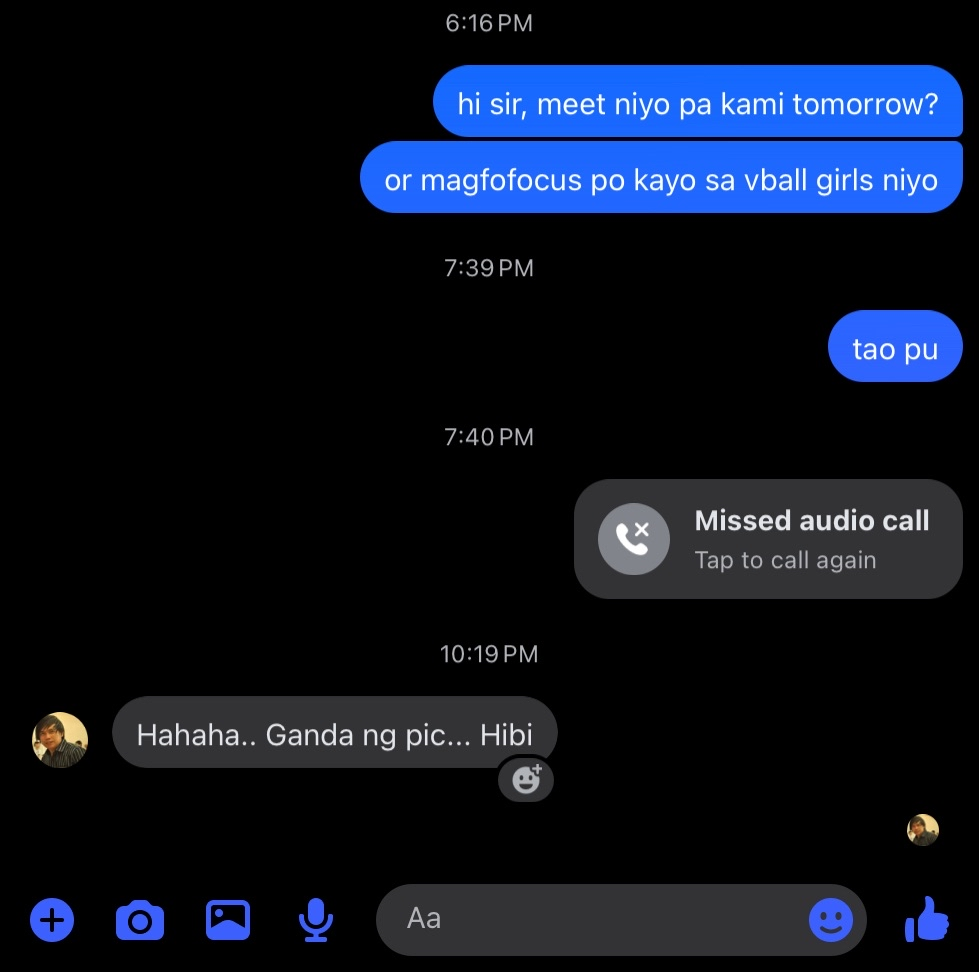 6:16 PM
hi sir, meet niyo pa kami tomorrow?
or magfofocus po kayo sa vball girls niyo
7:39 PM
tao pu
7:40 PM
Missed audio call
Tap to call again
10:19 PM
Hahaha.. Ganda ng pic... Hibi
Aa